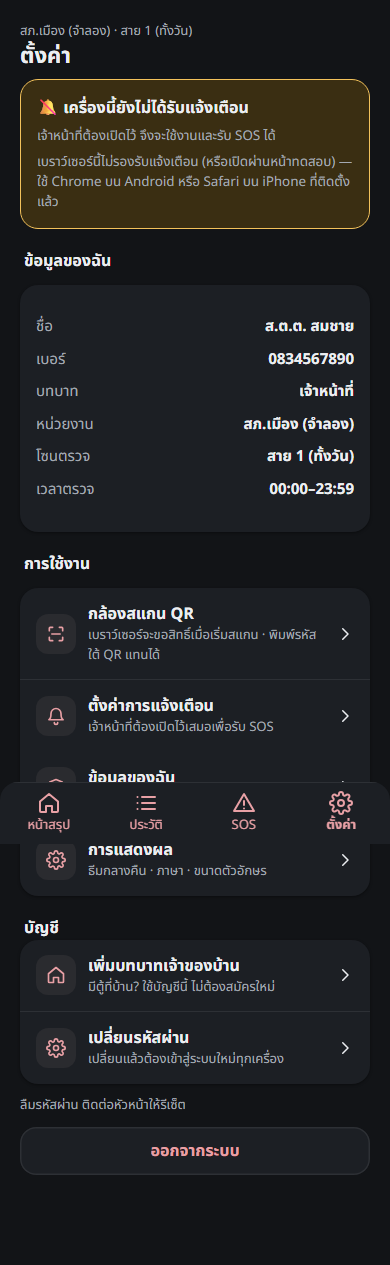 สภ.เมือง (จำลอง) · สาย 1 (ทั้งวัน)
ตั้งค่า
เครื่องนี้ยังไม่ได้รับแจ้งเตือน
เจ้าหน้าที่ต้องเปิดไว้ จึงจะใช้งานและรับ SOS ได้
เบราว์เซอร์นี้ไม่รองรับแจ้งเตือน (หรือเปิดผ่านหน้าทดสอบ) —
ใช้ Chrome บน Android หรือ Safari บน iPhone ที่ติดตั้ง
แล้ว
ข้อมูลของฉัน
ชื่อ ส.ต.ต. สมชาย
เบอร์ 0834567890
บทบาท เจ้าหน้าที่
หน่วยงาน สภ.เมือง (จำลอง)
โซนตรวจ สาย 1 (ทั้งวัน)
เวลาตรวจ 00:00–23:59
การใช้งาน
กล้องสแกน QR
เบราว์เซอร์จะขอสิทธิ์เมื่อเริ่มสแกน · พิมพ์รหัส
ใต้ QR แทนได้
ตั้งค่าการแจ้งเตือน
เจ้าหน้าที่ต้องเปิดไว้เสมอเพื่อรับ SOS
ข้อมูลของฉัน
หน้าสรุป ประวัติ SOS ตั้งค่า
การแสดงผล
ธีมกลางคืน · ภาษา · ขนาดตัวอักษร
บัญชี
เพิ่มบทบาทเจ้าของบ้าน
มีตู้ที่บ้าน? ใช้บัญชีนี้ ไม่ต้องสมัครใหม่
เปลี่ยนรหัสผ่าน
เปลี่ยนแล้วต้องเข้าสู่ระบบใหม่ทุกเครื่อง
ลืมรหัสผ่าน ติดต่อหัวหน้าให้รีเซ็ต
ออกจากระบบ